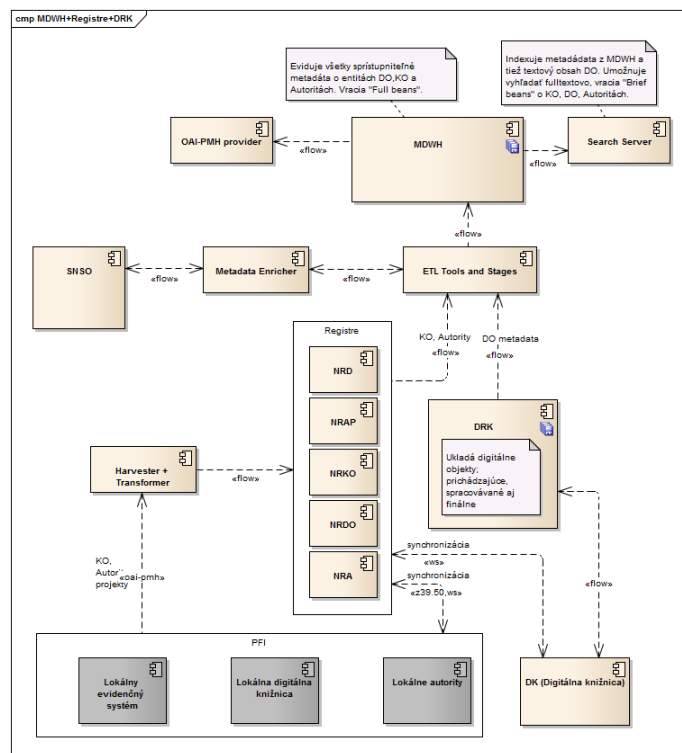 cmp MDWH+Registre+DRK
Eviduje všetky sprístupniteľné
metadáta o entitách DO,KO a
Autoritách. Vracia "Full beans".
Indexuje metadádata z MDWH a
tiež textový obsah DO. Umožnuje
vyhľadať fulltextovo, vracia "Brief
beans" o KO, DO, Autoritách.
OAI-PMH provider
«flow»
MDWH
«flow»
Search Server
«flow»
SNSO
«flow»
Metadata Enricher
«flow»
ETL Tools and Stages
KO, Autority
«flow»
DO metadata
«flow»
Registre
NRD
NRAP
NRKO
NRDO
NRA
DRK
Ukladá digitálne
objekty;
prichádzajúce,
spracovávané aj
finálne
Harvester +
Transformer
«flow»
synchronizácia
«ws»
synchronizácia
«z39.50,ws»
«flow»
KO,
«oai-pmh»
projekty
PFI
Lokálny
evidenčný
systém
Lokálna digitálna
knižnica
Lokálne autority
DK (Digitálna knižnica)